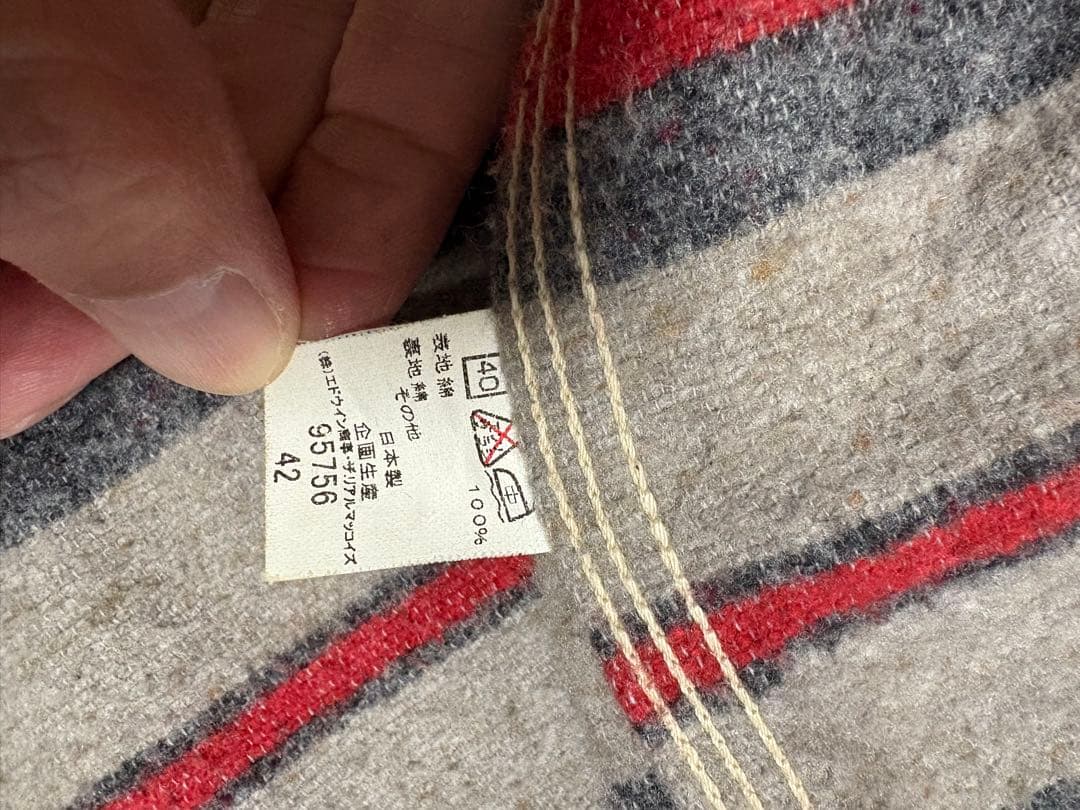 40
表地 綿 100%
裏地 綿 その他
日本製
企画生産
(株)エドウイン商事・ザリアルマッコイズ
95756
42